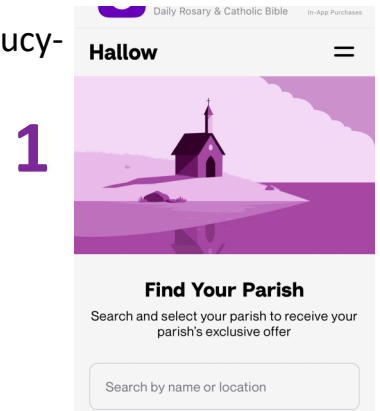 Daily Rosary & Catholic Bible In-App Purchases
ucy-
Hallow
1
Find Your Parish
Search and select your parish to receive your
parish's exclusive offer
Search by name or location